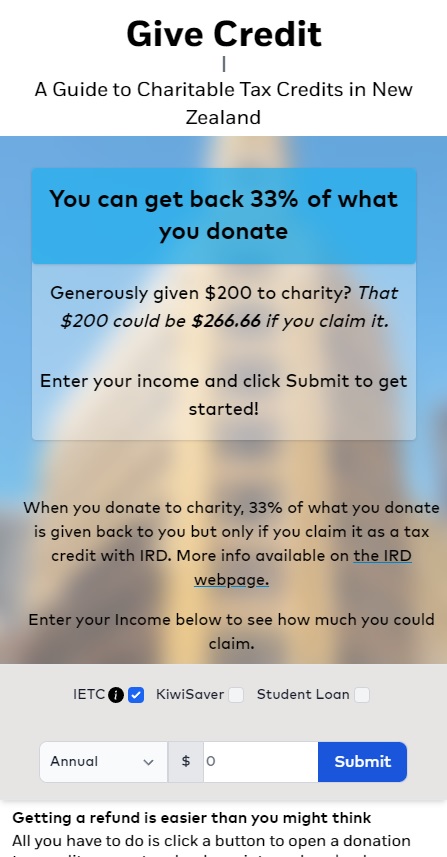 Give Credit
|
A Guide to Charitable Tax Credits in New
Zealand
You can get back 33% of what
you donate
Generously given $200 to charity? That
$200 could be $266.66 if you claim it.
Enter your income and click Submit to get
started!
When you donate to charity, 33% of what you donate
is given back to you but only if you claim it as a tax
credit with IRD. More info available on the IRD
webpage.
Enter your Income below to see how much you could
claim.
IETC i KiwiSaver Student Loan
Annual $ 0 Submit
Getting a refund is easier than you might think
All you have to do is click a button to open a donation